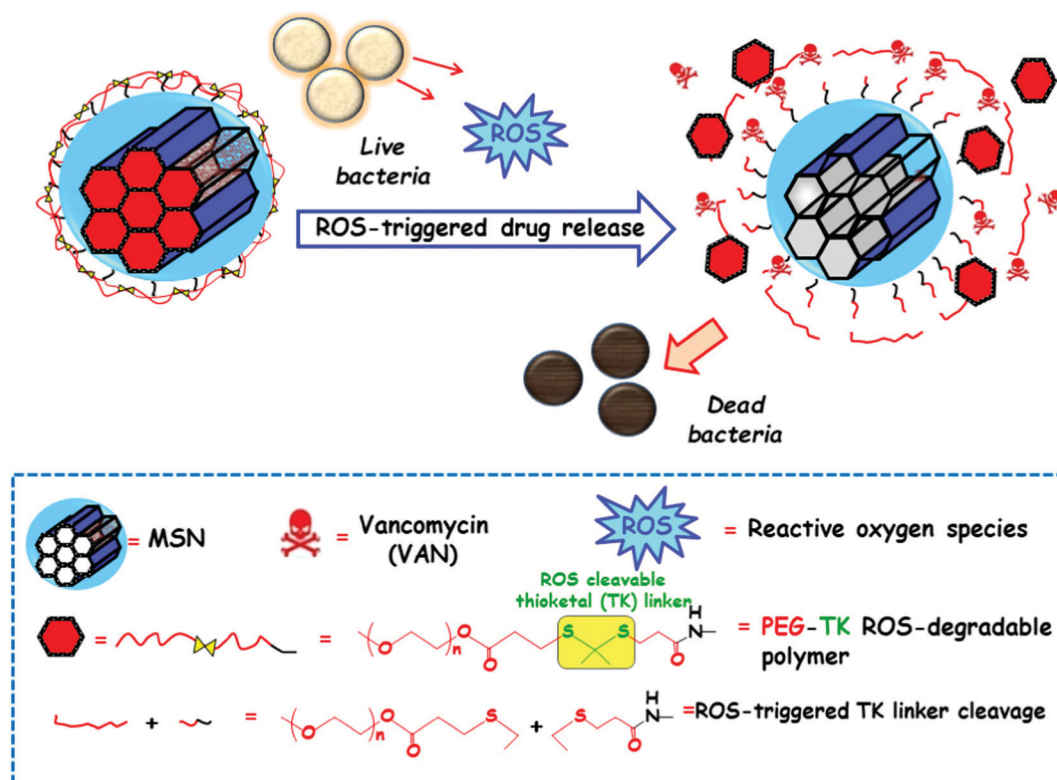 Live
bacteria
ROS
ROS-triggered drug release
Dead
bacteria
= MSN
= Vancomycin
(VAN)
ROS
= Reactive oxygen species
ROS cleavable
thioketal (TK) linker
= = O n O O S S O H N = PEG-TK ROS-degradable
polymer
+ = O n O O S + S O H N =ROS-triggered TK linker cleavage